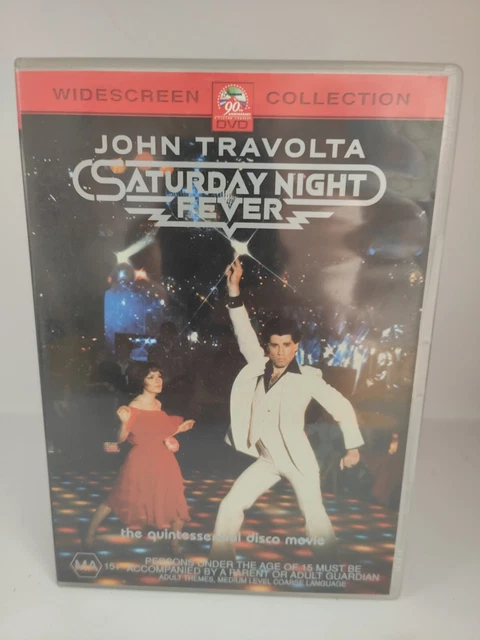 WIDESCREEN COLLECTION
90th
ANNIVERSARY
DVD
JOHN TRAVOLTA
SATURDAY NIGHT
FEVER
the quintessential disco movie
MA 15+ PERSONS UNDER THE AGE OF 15 MUST BE
ACCOMPANIED BY A PARENT OR ADULT GUARDIAN
ADULT THEMES, MEDIUM LEVEL COARSE LANGUAGE